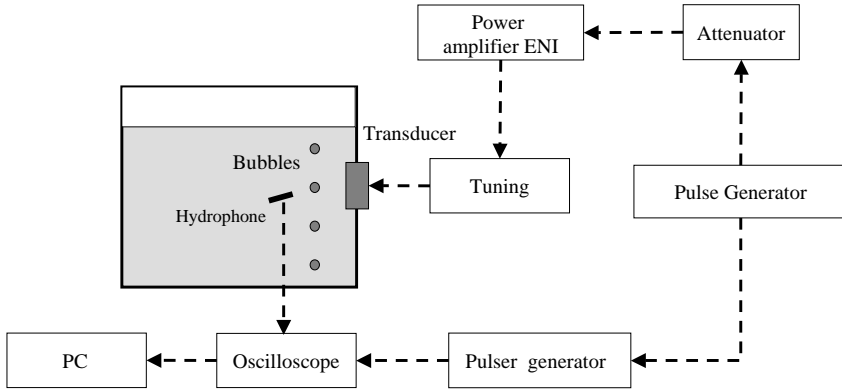 Power
amplifier ENI
Attenuator
Transducer
Bubbles
Tuning
Pulse Generator
Hydrophone
PC
Oscilloscope
Pulser generator